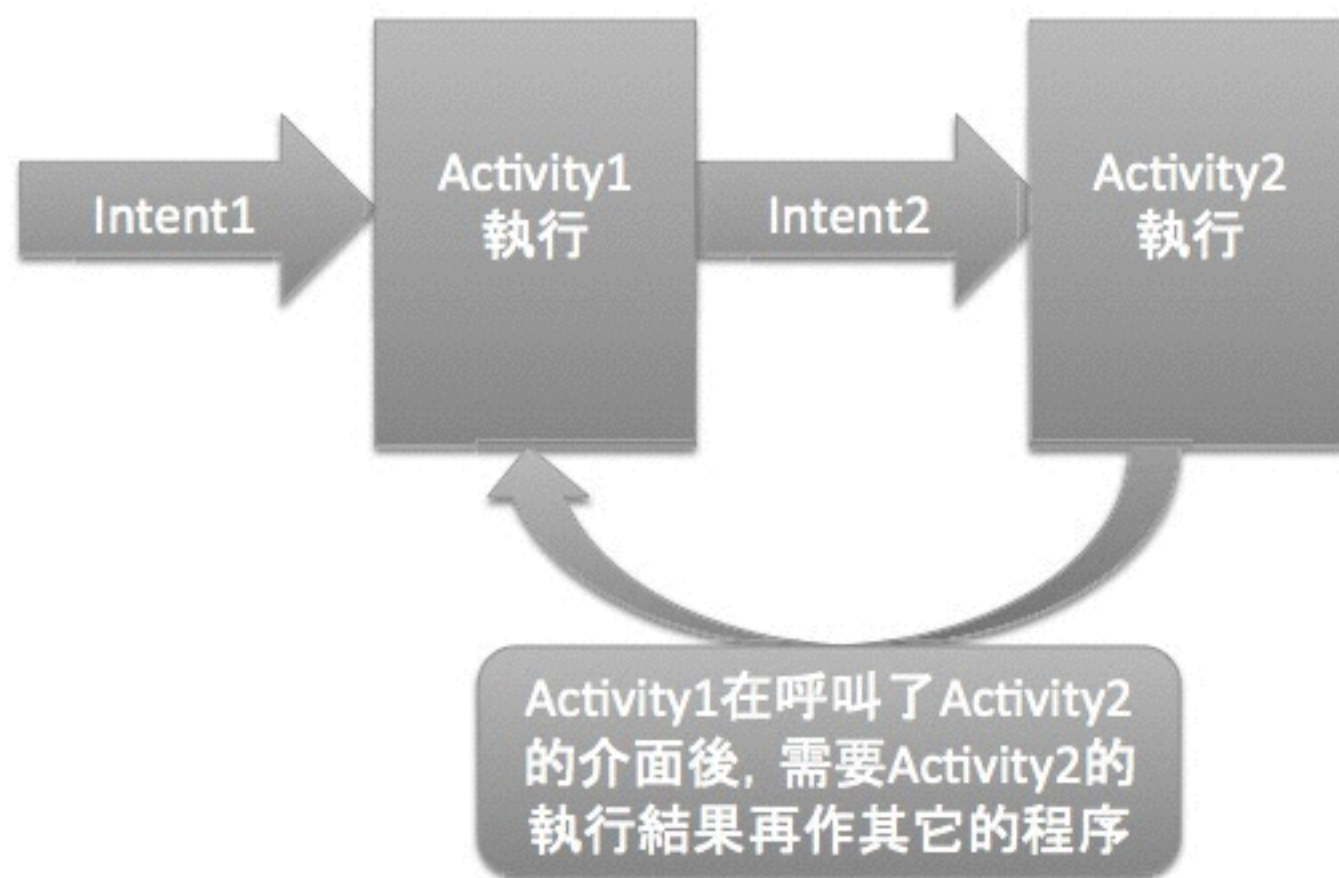 Intent1
Activity1
執行
Intent2
Activity2
執行
Activity1在呼叫了Activity2
的介面後, 需要Activity2的
執行結果再作其它的程序